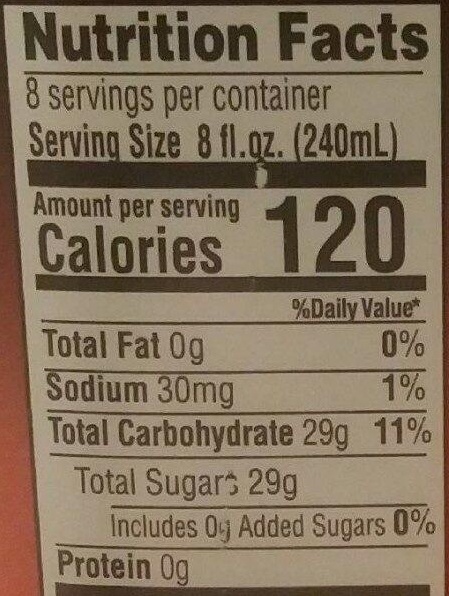 Nutrition Facts
8 servings per container
Serving Size 8 fl.oz. (240mL)
Amount per serving
Calories 120
%Daily Value*
Total Fat 0g 0%
Sodium 30mg 1%
Total Carbohydrate 29g 11%
Total Sugars 29g
Includes 0g Added Sugars 0%
Protein 0g